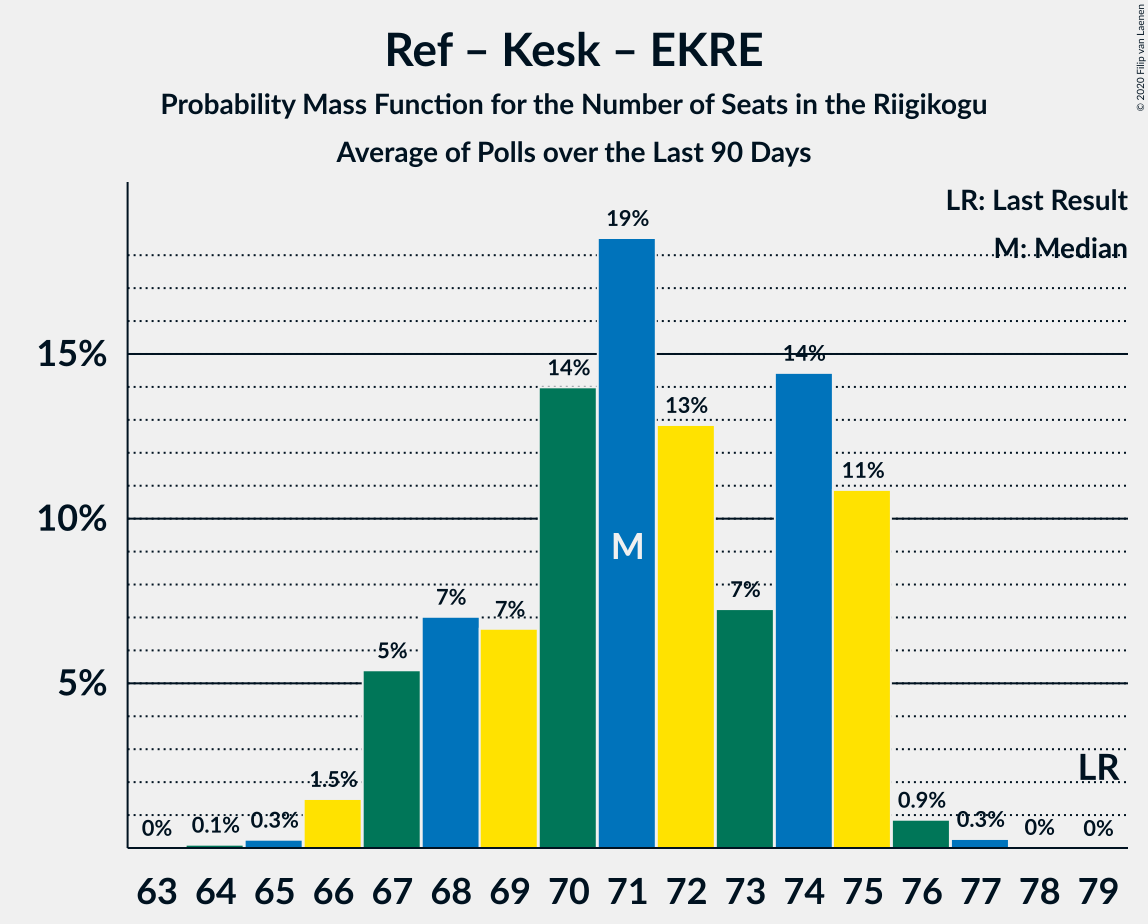 Ref – Kesk – EKRE
Probability Mass Function for the Number of Seats in the Riigikogu
Average of Polls over the Last 90 Days
© 2020 Filip van Laenen
LR: Last Result
M: Median
15%
10%
5%
0%
0.1%
0.3%
1.5%
5%
7%
7%
14%
19%
13%
7%
14%
11%
0.9%
0.3%
0%
0%
M
LR
63 64 65 66 67 68 69 70 71 72 73 74 75 76 77 78 79